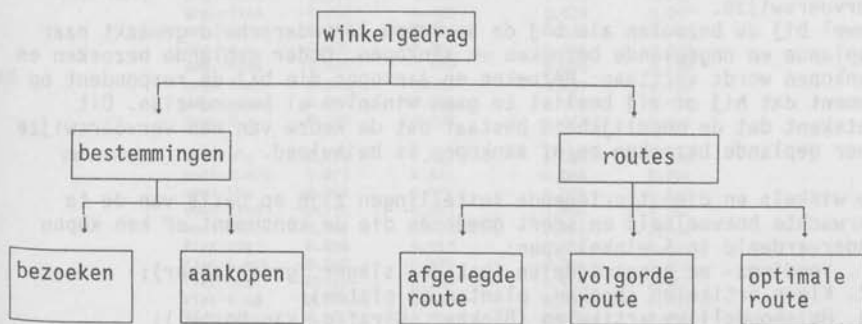 winkelgedrag
bestemmingen
routes
bezoeken
aankopen
afgelegde
route
volgorde
route
optimale
route